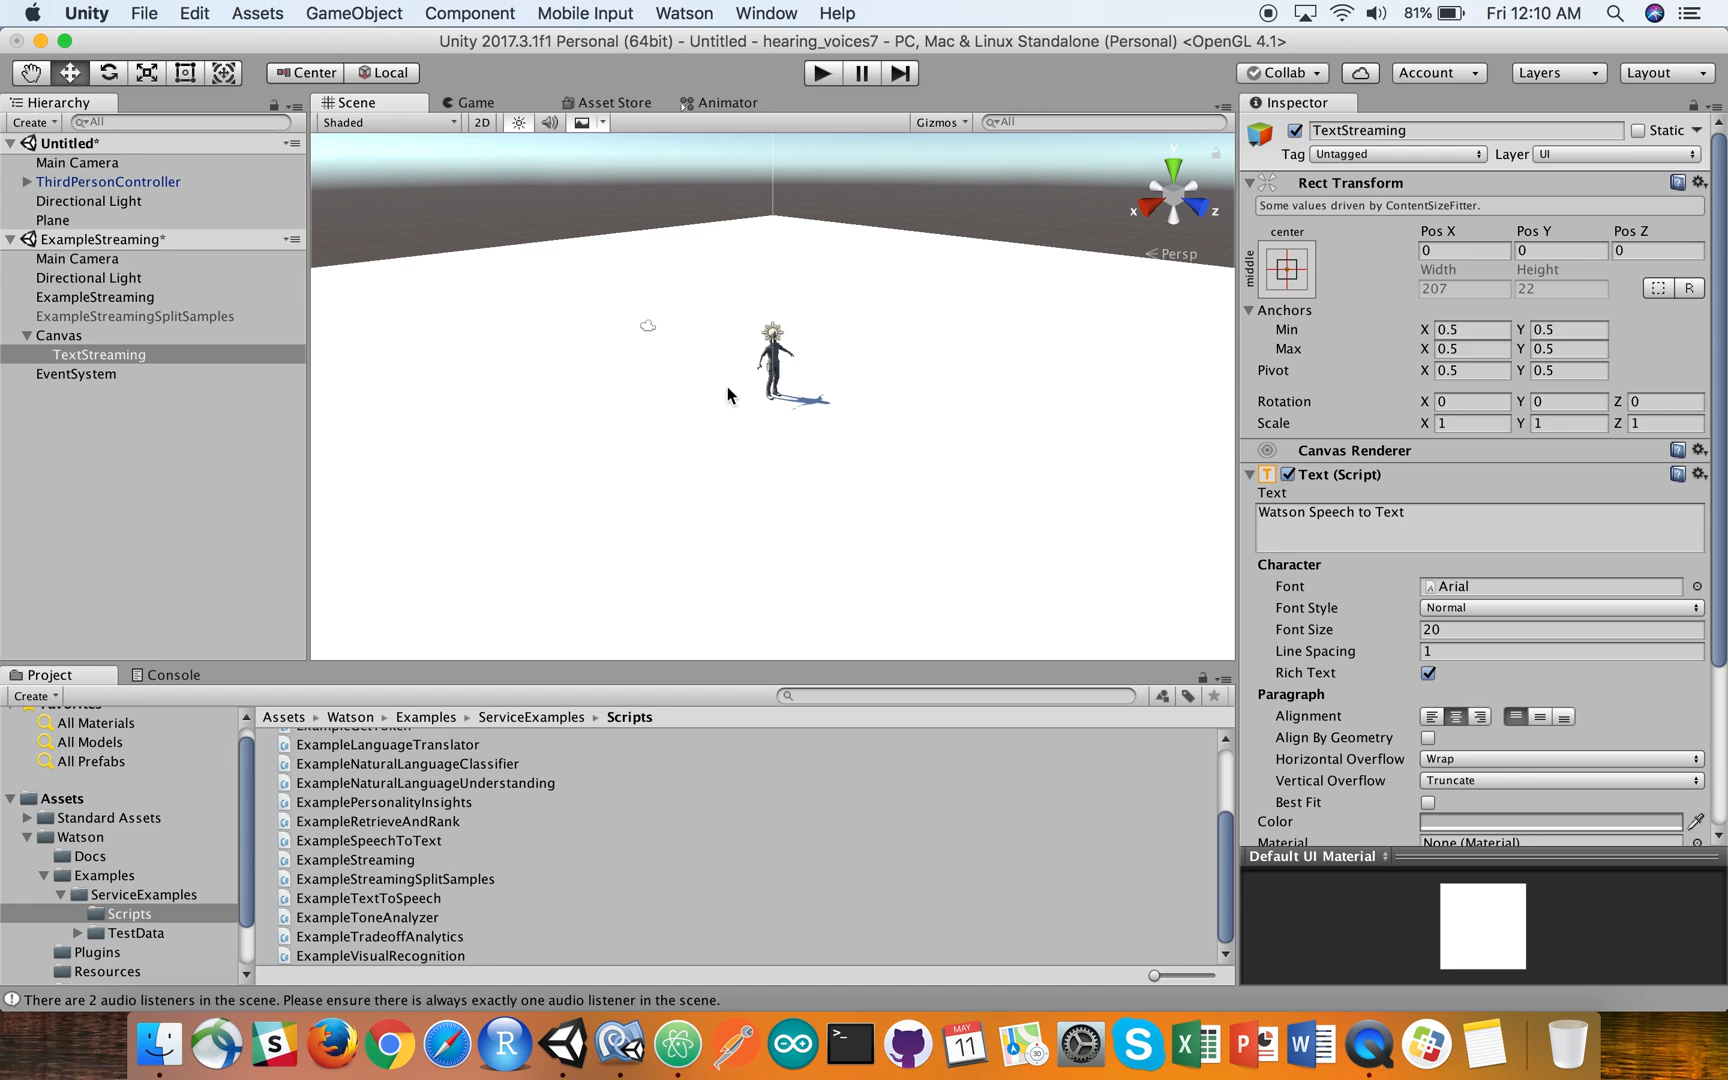 Unity File Edit Assets GameObject Component Mobile Input Watson Window Help 81% Fri 12:10 AM
Unity 2017.3.1f1 Personal (64bit) - Untitled - hearing_voices7 - PC, Mac & Linux Standalone (Personal) <OpenGL 4.1>
Center Local Collab Account Layers Layout
Hierarchy
Create All
Untitled*
Main Camera
ThirdPersonController
Directional Light
Plane
ExampleStreaming*
Main Camera
Directional Light
ExampleStreaming
ExampleStreamingSplitSamples
Canvas
TextStreaming
EventSystem
Scene Game Asset Store Animator
Shaded 2D Gizmos All
y
x z
Persp
Inspector
TextStreaming Static
Tag Untagged Layer UI
Rect Transform
Some values driven by ContentSizeFitter.
center Pos X Pos Y Pos Z
middle 0 0 0
Width Height
207 22 R
Anchors
Min X 0.5 Y 0.5
Max X 0.5 Y 0.5
Pivot X 0.5 Y 0.5
Rotation X 0 Y 0 Z 0
Scale X 1 Y 1 Z 1
Canvas Renderer
T Text (Script)
Text
Watson Speech to Text
Character
Font Arial
Font Style Normal
Font Size 20
Line Spacing 1
Rich Text
Paragraph
Alignment
Align By Geometry
Horizontal Overflow Wrap
Vertical Overflow Truncate
Best Fit
Color
Material None (Material)
Default UI Material
Project Console
Create
Favorites
All Materials
All Models
All Prefabs
Assets
Standard Assets
Watson
Docs
Examples
ServiceExamples
Scripts
TestData
Plugins
Resources
Assets Watson Examples ServiceExamples Scripts
ExampleGetToken
ExampleLanguageTranslator
ExampleNaturalLanguageClassifier
ExampleNaturalLanguageUnderstanding
ExamplePersonalityInsights
ExampleRetrieveAndRank
ExampleSpeechToText
ExampleStreaming
ExampleStreamingSplitSamples
ExampleTextToSpeech
ExampleToneAnalyzer
ExampleTradeoffAnalytics
ExampleVisualRecognition
There are 2 audio listeners in the scene. Please ensure there is always exactly one audio listener in the scene.
S R >_ MAY 11 3D S X P W